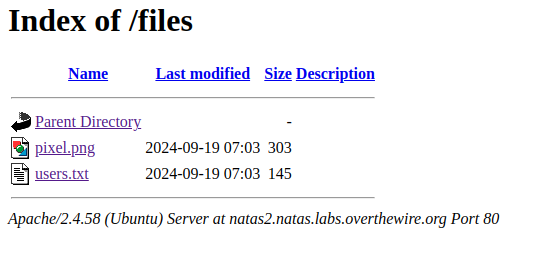 Index of /files
Name Last modified Size Description
Parent Directory -
pixel.png 2024-09-19 07:03 303
users.txt 2024-09-19 07:03 145
Apache/2.4.58 (Ubuntu) Server at natas2.natas.labs.overthewire.org Port 80